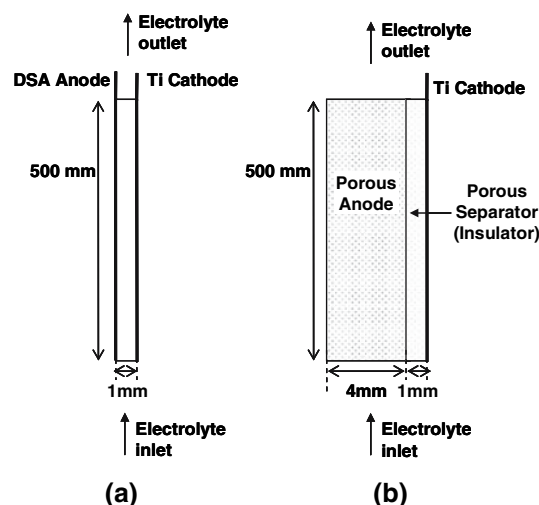 Electrolyte
outlet
DSA Anode
Ti Cathode
500 mm
1mm
Electrolyte
inlet
(a)
Electrolyte
outlet
Ti Cathode
500 mm
Porous
Anode
Porous
Separator
(Insulator)
4mm
1mm
Electrolyte
inlet
(b)